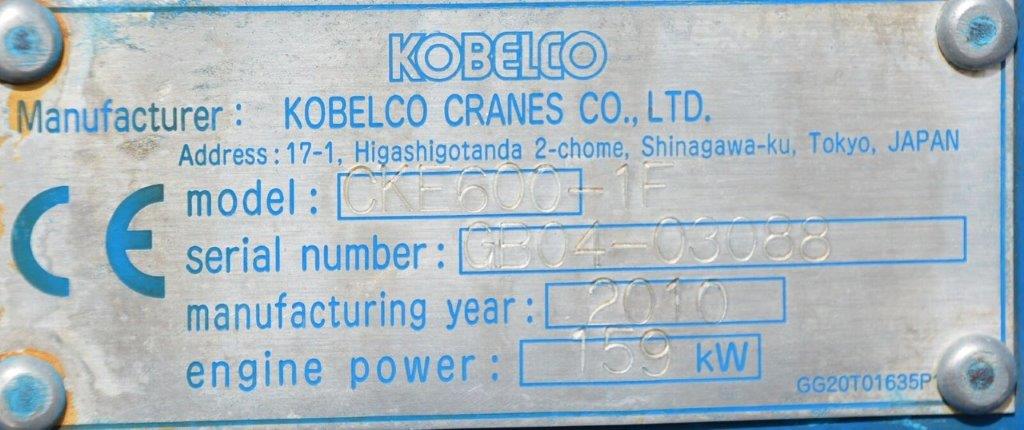 KOBELCO
Manufacturer: KOBELCO CRANES CO., LTD.
Address: 17-1, Higashigotanda 2-chome, Shinagawa-ku, Tokyo, JAPAN
CE
model: CKE600-1F
serial number: GB04-03088
manufacturing year: 2010
engine power: 159 kW
GG20T01635P1